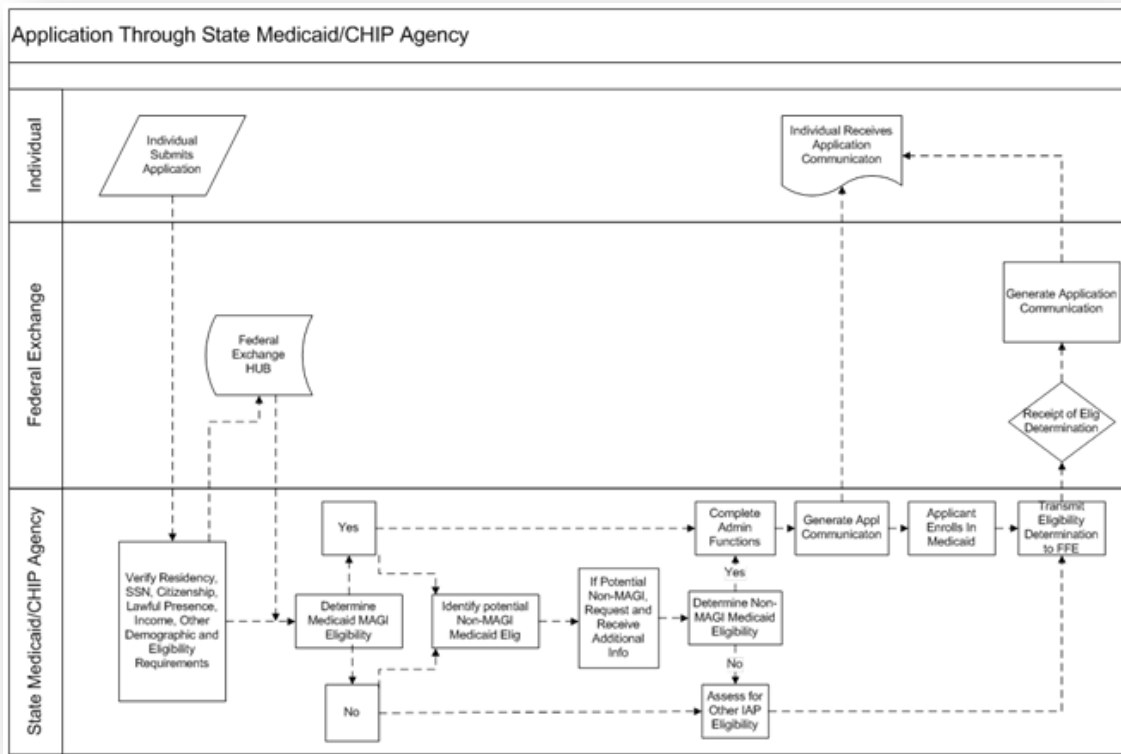 Application Through State Medicaid/CHIP Agency
Individual
Individual
Submits
Application
Individual Receives
Application
Communicaton
Federal Exchange
Federal
Exchange
HUB
Generate Application
Communication
Receipt of Elig
Determination
State Medicaid/CHIP Agency
Verify Residency,
SSN, Citizenship,
Lawful Presence,
Income, Other
Demographic and
Eligibility
Requirements
Yes
Determine
Medicaid MAGI
Eligibility
No
Identify potential
Non-MAGI
Medicaid Elig
If Potential
Non-MAGI,
Request and
Receive
Additional
Info
Complete
Admin
Functions
Yes
Determine Non-
MAGI Medicaid
Eligibility
No
Assess for
Other IAP
Eligibility
Generate Appl
Communicaton
Applicant
Enrolls In
Medicaid
Transmit
Eligibility
Determination
to FFE